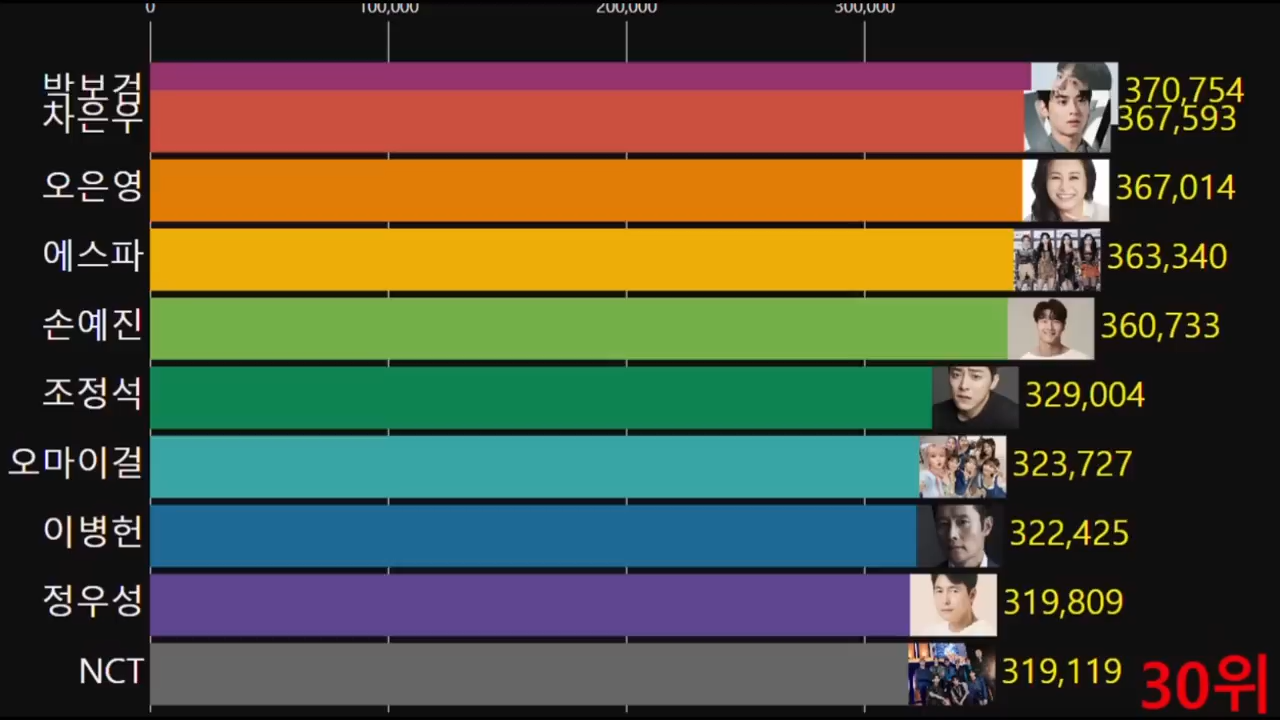 0 100,000 200,000 300,000
박보검 370,754
차은우 367,593
오은영 367,014
에스파 363,340
손예진 360,733
조정석 329,004
오마이걸 323,727
이병헌 322,425
정우성 319,809
NCT 319,119
30위